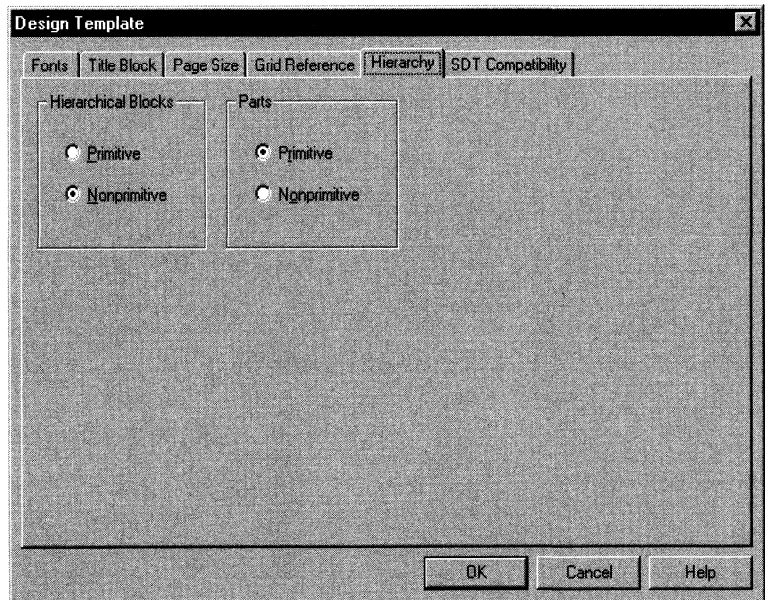 Design Template
Fonts Title Block Page Size Grid Reference Hierarchy SDT Compatibility
Hierarchical Blocks Parts
Primitive Primitive
Nonprimitive Nonprimitive
OK Cancel Help